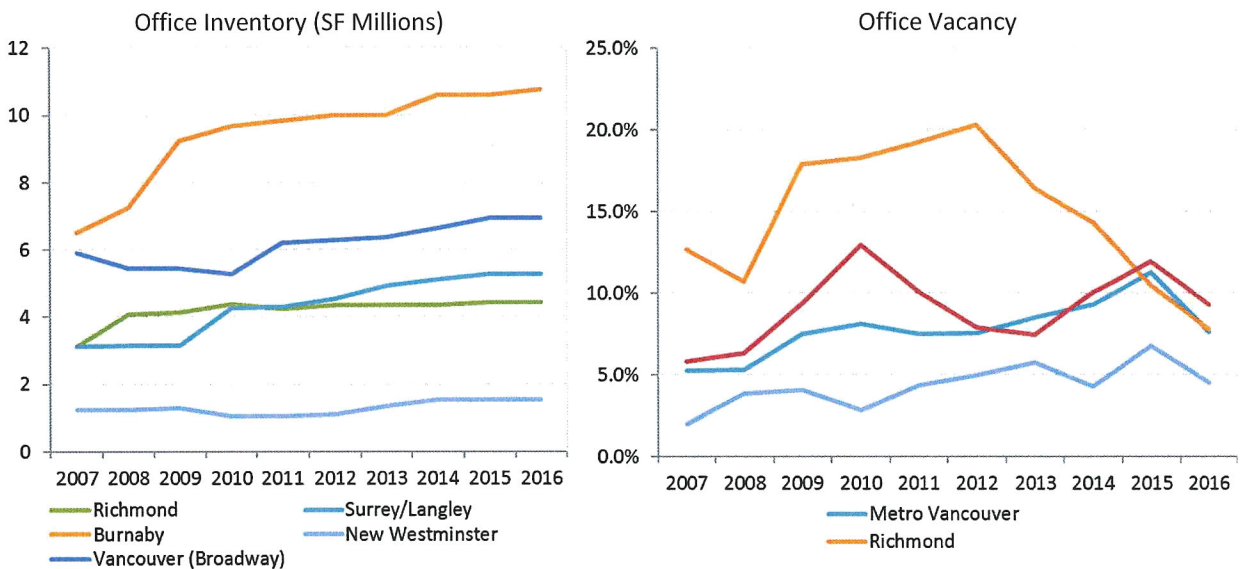 Office Inventory (SF Millions)
12
10
8
6
4
2
0
2007 2008 2009 2010 2011 2012 2013 2014 2015 2016
Richmond
Surrey/Langley
Burnaby
New Westminster
Vancouver (Broadway)
Office Vacancy
25.0%
20.0%
15.0%
10.0%
5.0%
0.0%
2007 2008 2009 2010 2011 2012 2013 2014 2015 2016
Metro Vancouver
Richmond